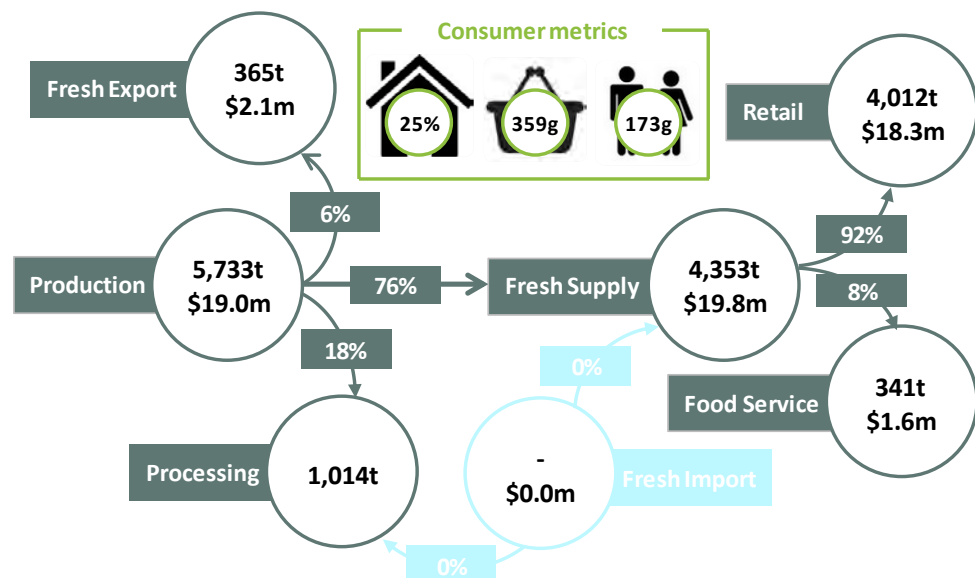 Consumer metrics
25%
359g
173g
Fresh Export
365t
$2.1m
Retail
4,012t
$18.3m
6%
92%
Production
5,733t
$19.0m
76%
Fresh Supply
4,353t
$19.8m
8%
18%
0%
Food Service
341t
$1.6m
Processing
1,014t
-
$0.0m
Fresh Import
0%